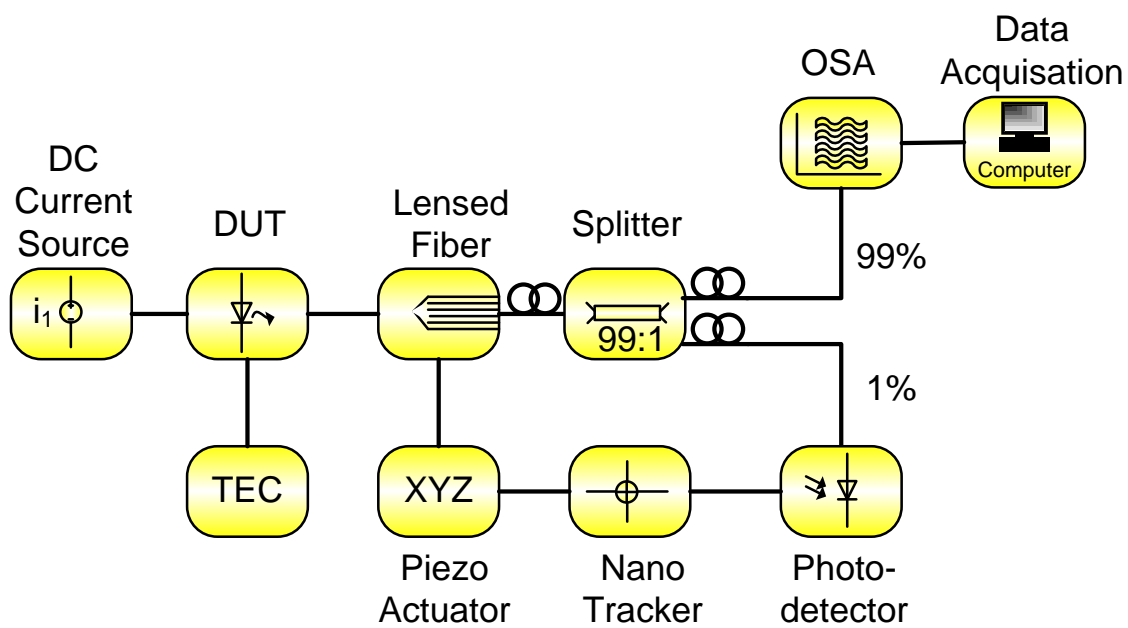 OSA
Data
Acquisation
Computer
DC
Current
Source
DUT
Lensed
Fiber
Splitter
99%
i1
99:1
1%
TEC
XYZ
Piezo
Actuator
Nano
Tracker
Photo-
detector